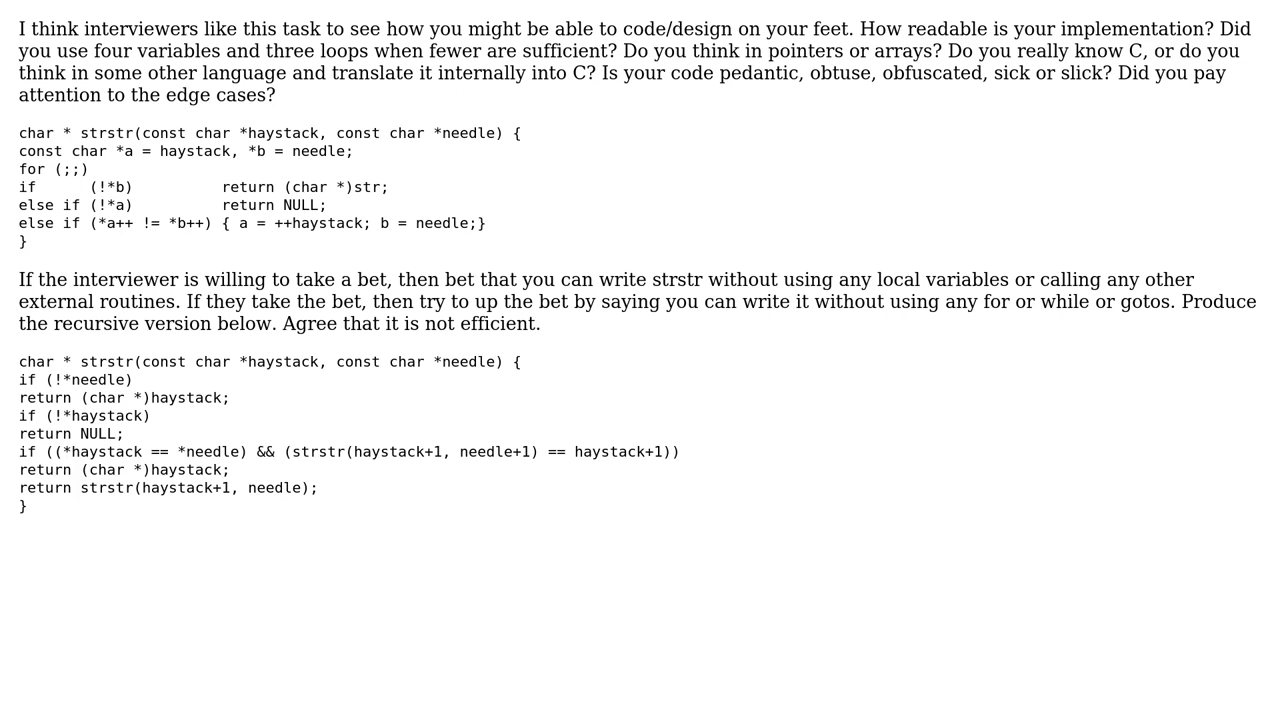 I think interviewers like this task to see how you might be able to code/design on your feet. How readable is your implementation? Did
you use four variables and three loops when fewer are sufficient? Do you think in pointers or arrays? Do you really know C, or do you
think in some other language and translate it internally into C? Is your code pedantic, obtuse, obfuscated, sick or slick? Did you pay
attention to the edge cases?
char * strstr(const char *haystack, const char *needle) {
const char *a = haystack, *b = needle;
for (;;)
if      (!*b)          return (char *)str;
else if (!*a)          return NULL;
else if (*a++ != *b++) { a = ++haystack; b = needle;}
}
If the interviewer is willing to take a bet, then bet that you can write strstr without using any local variables or calling any other
external routines. If they take the bet, then try to up the bet by saying you can write it without using any for or while or gotos. Produce
the recursive version below. Agree that it is not efficient.
char * strstr(const char *haystack, const char *needle) {
if (!*needle)
return (char *)haystack;
if (!*haystack)
return NULL;
if ((*haystack == *needle) && (strstr(haystack+1, needle+1) == haystack+1))
return (char *)haystack;
return strstr(haystack+1, needle);
}